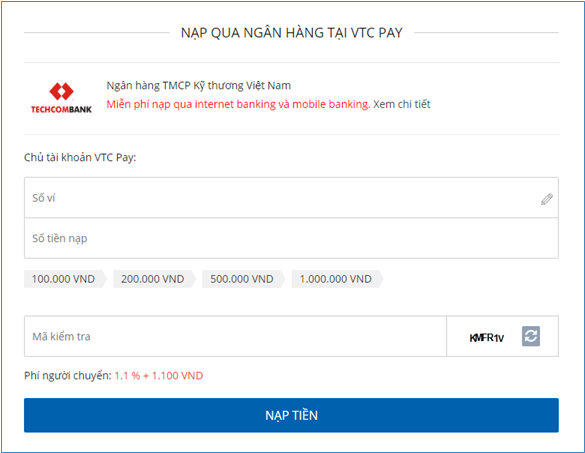 NẠP QUA NGÂN HÀNG TẠI VTC PAY
Ngân hàng TMCP Kỹ thương Việt Nam
TECHCOMBANK
Miễn phí nạp qua internet banking và mobile banking. Xem chi tiết
Chủ tài khoản VTC Pay:
Số ví
Số tiền nạp
100.000 VND
200.000 VND
500.000 VND
1.000.000 VND
Mã kiểm tra
KMFR1V
Phí người chuyển: 1.1 % + 1.100 VND
NẠP TIỀN